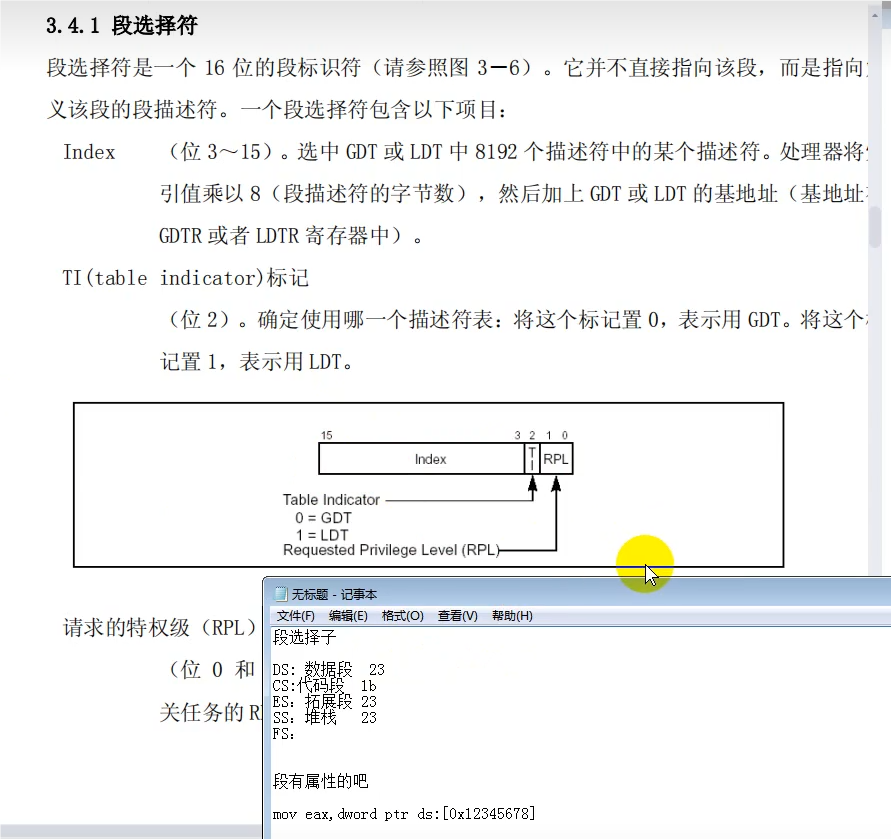 3.4.1 段选择符
段选择符是一个 16 位的段标识符（请参照图 3－6）。它并不直接指向该段，而是指向
义该段的段描述符。一个段选择符包含以下项目：
Index （位 3～15）。选中 GDT 或 LDT 中 8192 个描述符中的某个描述符。处理器将
引值乘以 8（段描述符的字节数），然后加上 GDT 或 LDT 的基地址（基地址
GDTR 或者 LDTR 寄存器中）。
TI(table indicator)标记
（位 2）。确定使用哪一个描述符表：将这个标记置 0，表示用 GDT。将这个
记置 1，表示用 LDT。
15 3 2 1 0
Index TI RPL
Table Indicator
0 = GDT
1 = LDT
Requested Privilege Level (RPL)
请求的特权级（RPL）
（位 0 和
关任务的
无标题 - 记事本
文件(F) 编辑(E) 格式(O) 查看(V) 帮助(H)
段选择子
DS: 数据段 23
CS:代码段 1b
ES: 拓展段 23
SS: 堆栈 23
FS:
段有属性的吧
mov eax,dword ptr ds:[0x12345678]